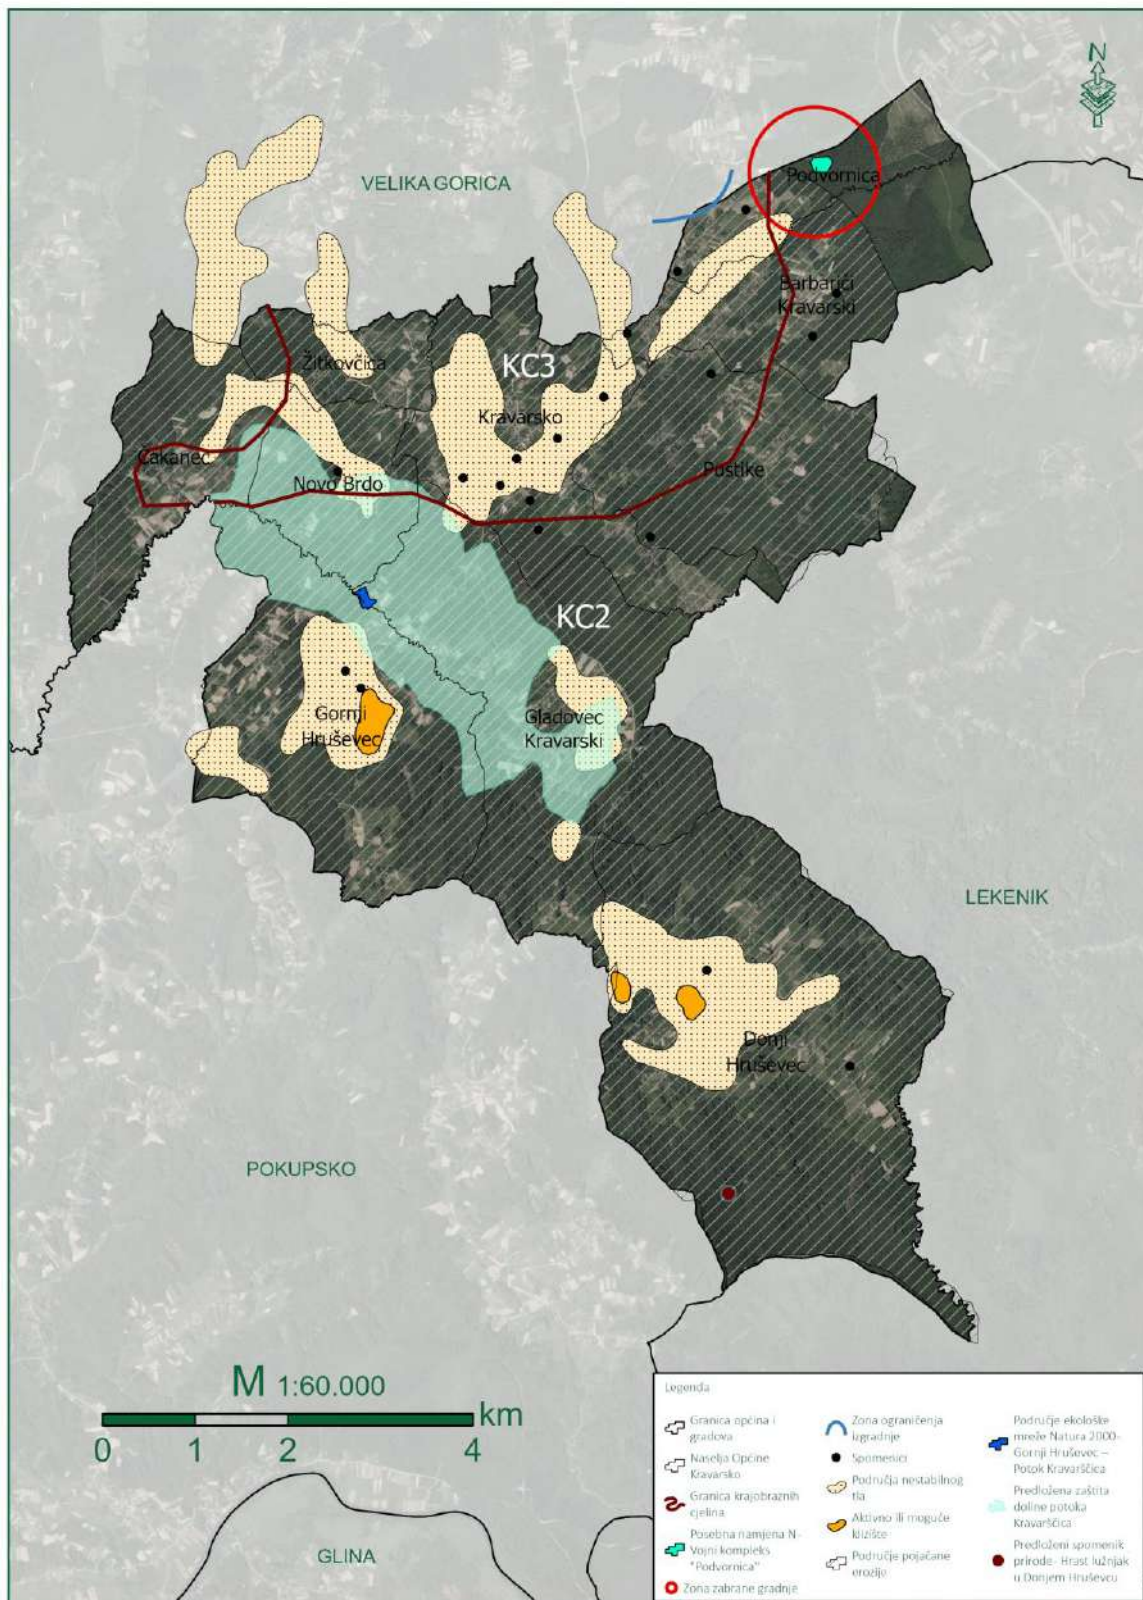 N
VELIKA GORICA
Podvornica
Barbarići
Kravarski
Žitkovčica
KC3
Kravarsko
Čakanec
Novo Brdo
Pustike
KC2
Gornji
Hruševec
Gladovec
Kravarski
LEKENIK
Donji
Hruševec
POKUPSKO
M 1:60.000
km
0 1 2 4
GLINA
Legenda
Granica općina i
gradova
Naselja Općine
Kravarsko
Granica krajobraznih
cjelina
Posebna namjena N-
Vojni kompleks
"Podvornica"
Zona zabrane gradnje
Zona ograničenja
izgradnje
Spomenici
Područja nestabilnog
tla
Aktivno ili moguće
klizište
Područje pojačane
erozije
Područje ekološke
mreže Natura 2000-
Gornji Hruševec –
Potok Kravarščica
Predložena zaštita
doline potoka
Kravarščica
Predloženi spomenik
prirode- Hrast lužnjak
u Donjem Hruševcu